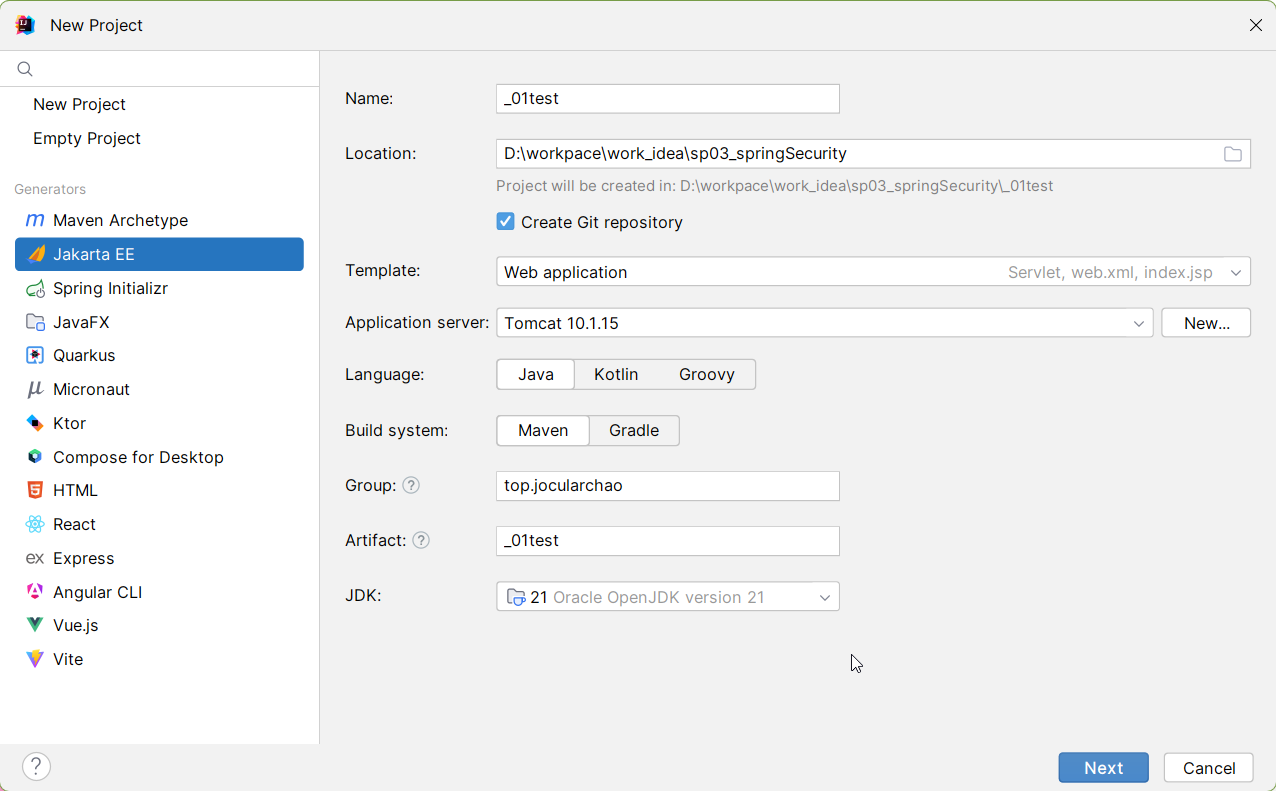 New Project
New Project
Empty Project
Generators
Maven Archetype
Jakarta EE
Spring Initializr
JavaFX
Quarkus
Micronaut
Ktor
Compose for Desktop
HTML
React
ex Express
Angular CLI
Vue.js
Vite
Name: _01test
Location: D:\workpace\work_idea\sp03_springSecurity
Project will be created in: D:\workpace\work_idea\sp03_springSecurity\_01test
Create Git repository
Template: Web application Servlet, web.xml, index.jsp
Application server: Tomcat 10.1.15 New...
Language: Java Kotlin Groovy
Build system: Maven Gradle
Group: ? top.jocularchao
Artifact: ? _01test
JDK: 21 Oracle OpenJDK version 21
? Next Cancel